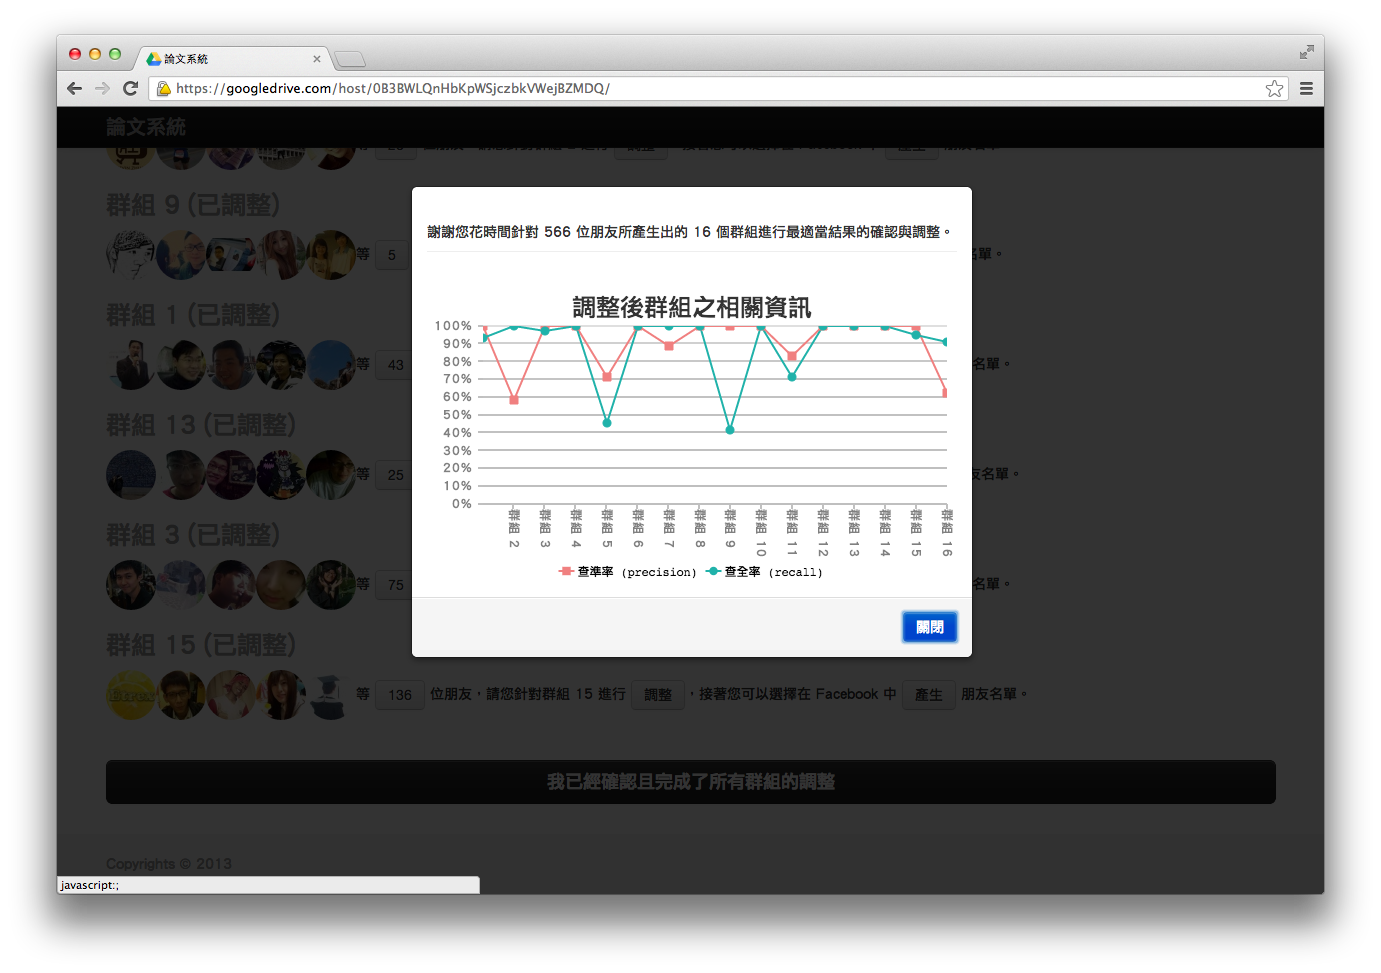 論文系統
https://googledrive.com/host/0B3BWLQnHbKpWSjczbkVWejBZMDQ/
論文系統
群組 9 (已調整)
等 5
名單。
群組 1 (已調整)
等 43
名單。
群組 13 (已調整)
等 25
友名單。
群組 3 (已調整)
等 75
名單。
群組 15 (已調整)
等 136 位朋友，請您針對群組 15 進行 調整 ，接著您可以選擇在 Facebook 中 產生 朋友名單。
我已經確認且完成了所有群組的調整
Copyrights © 2013
javascript:;
謝謝您花時間針對 566 位朋友所產生出的 16 個群組進行最適當結果的確認與調整。
調整後群組之相關資訊
100%
90%
80%
70%
60%
50%
40%
30%
20%
10%
0%
群組 2
群組 3
群組 4
群組 5
群組 6
群組 7
群組 8
群組 9
群組 10
群組 11
群組 12
群組 13
群組 14
群組 15
群組 16
查準率 (precision) 查全率 (recall)
關閉